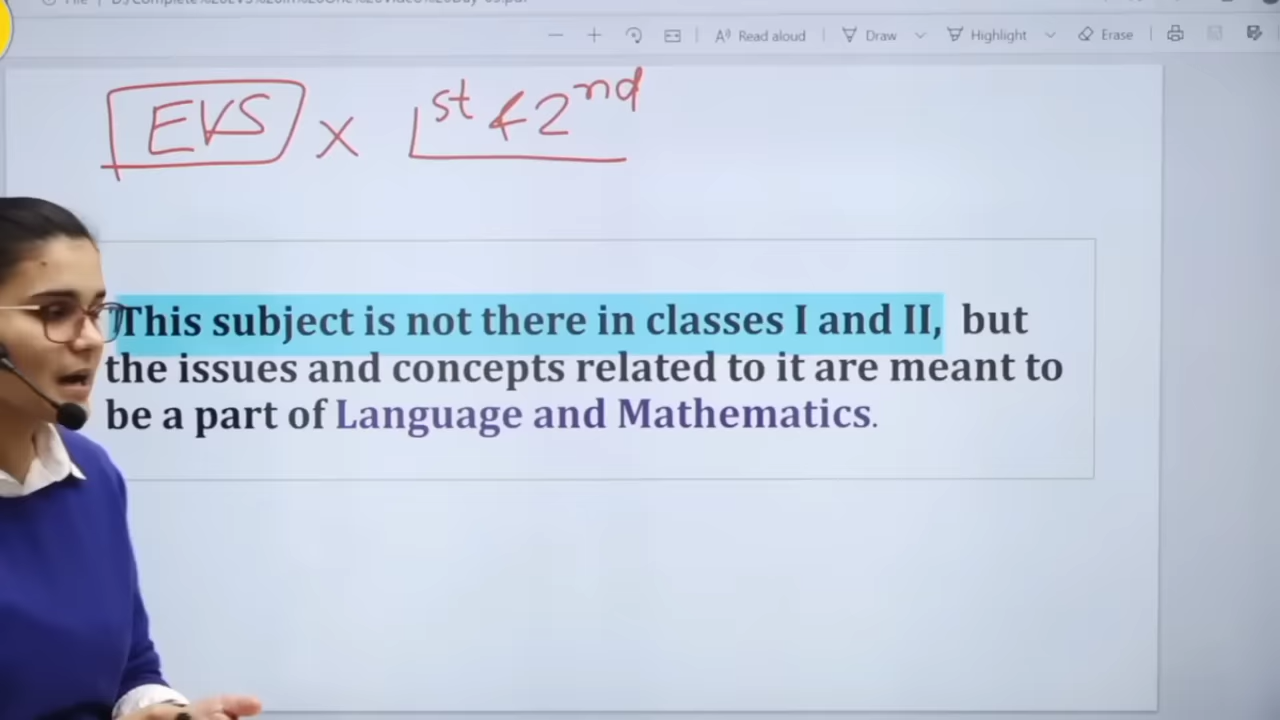 Read aloud Draw Highlight Erase
EVS x 1st & 2nd
This subject is not there in classes I and II, but
the issues and concepts related to it are meant to
be a part of Language and Mathematics.